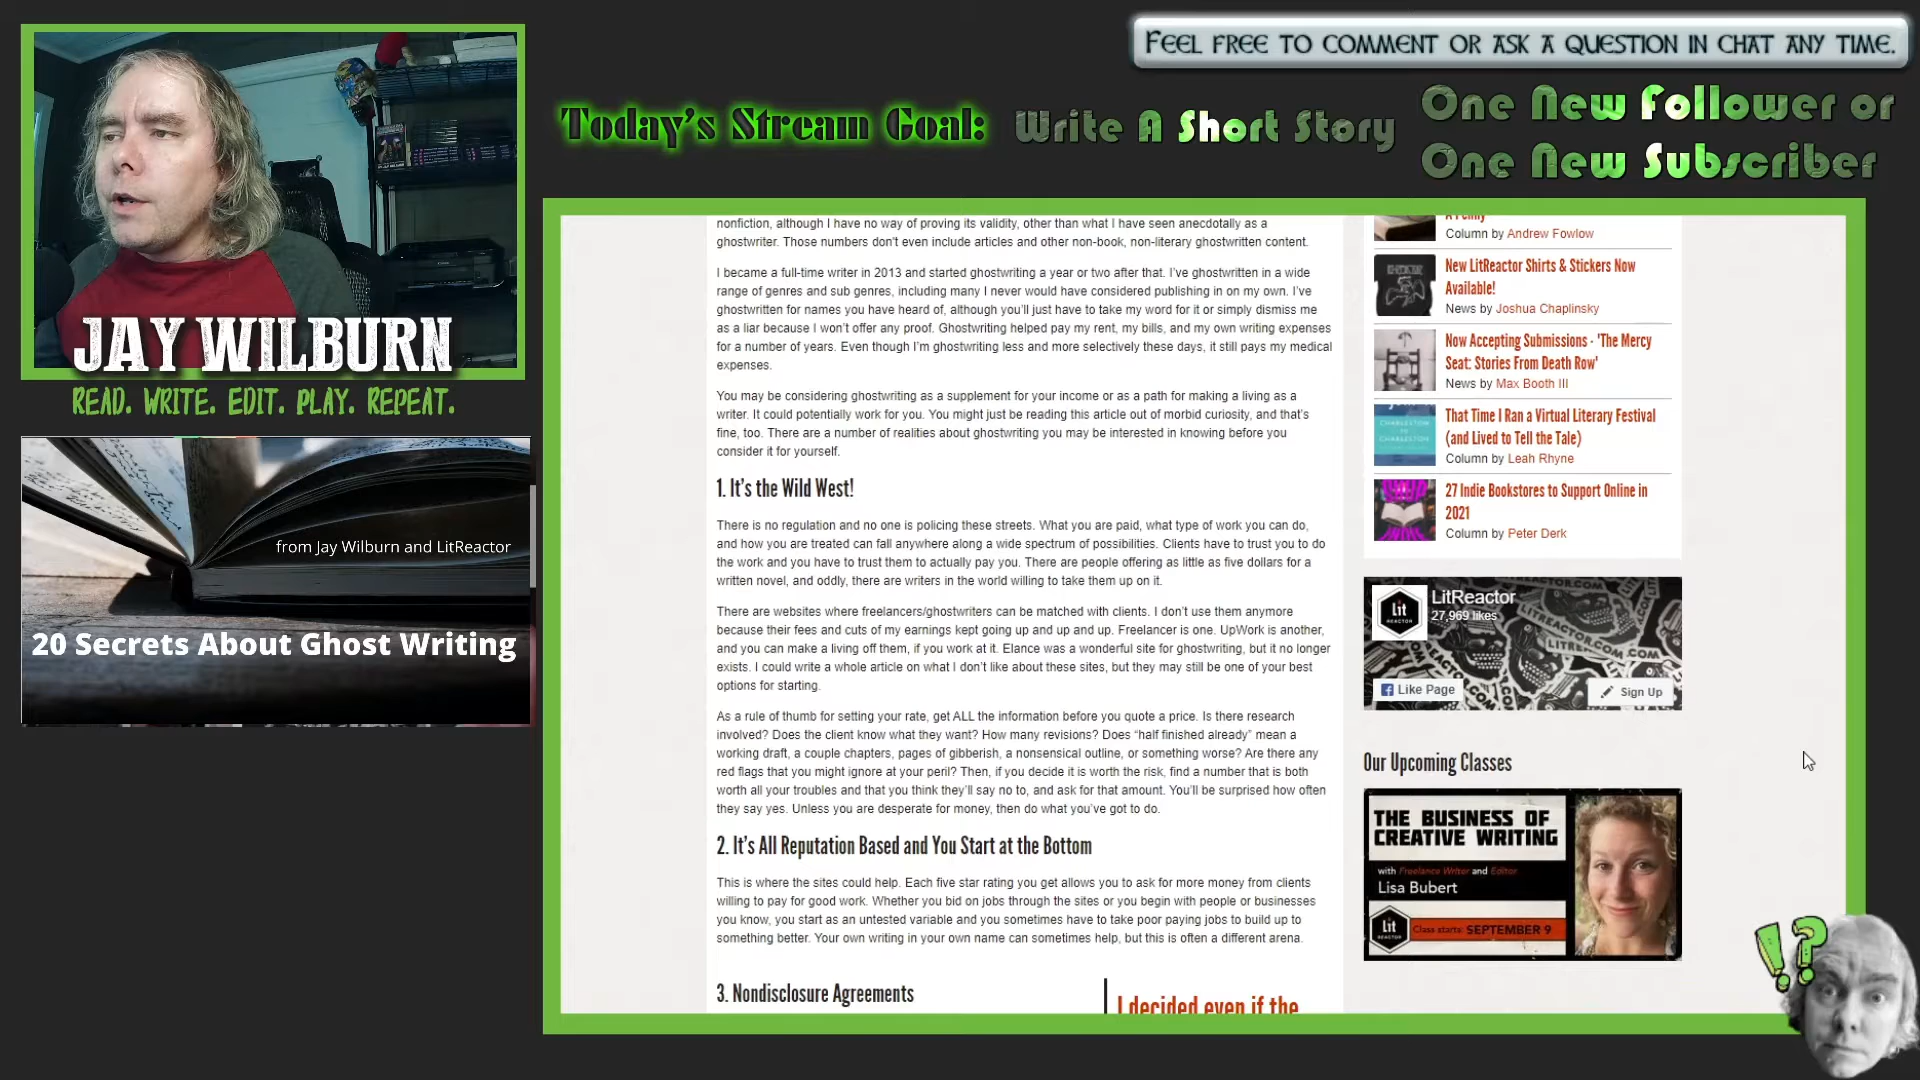 FEEL FREE TO COMMENT OR ASK A QUESTION IN CHAT ANY TIME.
Today's Stream Goal:
Write A Short Story
One New Follower or
One New Subscriber
JAY WILBURN
READ. WRITE. EDIT. PLAY. REPEAT.
from Jay Wilburn and LitReactor
20 Secrets About Ghost Writing
nonfiction, although I have no way of proving its validity, other than what I have seen anecdotally as a
ghostwriter. Those numbers don't even include articles and other non-book, non-literary ghostwritten content.
I became a full-time writer in 2013 and started ghostwriting a year or two after that. I've ghostwritten in a wide
range of genres and sub genres, including many I never would have considered publishing in on my own. I've
ghostwritten for names you have heard of, although you'll just have to take my word for it or simply dismiss me
as a liar because I won't offer any proof. Ghostwriting helped pay my rent, my bills, and my own writing expenses
for a number of years. Even though I'm ghostwriting less and more selectively these days, it still pays my medical
expenses.
You may be considering ghostwriting as a supplement for your income or as a path for making a living as a
writer. It could potentially work for you. You might just be reading this article out of morbid curiosity, and that's
fine, too. There are a number of realities about ghostwriting you may be interested in knowing before you
consider it for yourself.
1. It's the Wild West!
There is no regulation and no one is policing these streets. What you are paid, what type of work you can do,
and how you are treated can fall anywhere along a wide spectrum of possibilities. Clients have to trust you to do
the work and you have to trust them to actually pay you. There are people offering as little as five dollars for a
written novel, and oddly, there are writers in the world willing to take them up on it.
There are websites where freelancers/ghostwriters can be matched with clients. I don't use them anymore
because their fees and cuts of my earnings kept going up and up and up. Freelancer is one. UpWork is another,
and you can make a living off them, if you work at it. Elance was a wonderful site for ghostwriting, but it no longer
exists. I could write a whole article on what I don't like about these sites, but they may still be one of your best
options for starting.
As a rule of thumb for setting your rate, get ALL the information before you quote a price. Is there research
involved? Does the client know what they want? How many revisions? Does "half finished already" mean a
working draft, a couple chapters, pages of gibberish, a nonsensical outline, or something worse? Are there any
red flags that you might ignore at your peril? Then, if you decide it is worth the risk, find a number that is both
worth all your troubles and that you think they'll say no to, and ask for that amount. You'll be surprised how often
they say yes. Unless you are desperate for money, then do what you've got to do.
2. It's All Reputation Based and You Start at the Bottom
This is where the sites could help. Each five star rating you get allows you to ask for more money from clients
willing to pay for good work. Whether you bid on jobs through the sites or you begin with people or businesses
you know, you start as an untested variable and you sometimes have to take poor paying jobs to build up to
something better. Your own writing in your own name can sometimes help, but this is often a different arena.
3. Nondisclosure Agreements
I decided even if the
Column by Andrew Fowlow
New LitReactor Shirts & Stickers Now
Available!
News by Joshua Chaplinsky
Now Accepting Submissions - 'The Mercy
Seat: Stories From Death Row'
News by Max Booth III
That Time I Ran a Virtual Literary Festival
(and Lived to Tell the Tale)
Column by Leah Rhyne
27 Indie Bookstores to Support Online in
2021
Column by Peter Derk
LitReactor
27,969 likes
Lit
REACTOR
Like Page
Sign Up
Our Upcoming Classes
THE BUSINESS OF
CREATIVE WRITING
with Freelance Writer and Editor
Lisa Bubert
Lit
REACTOR
Class starts: SEPTEMBER 9
!?